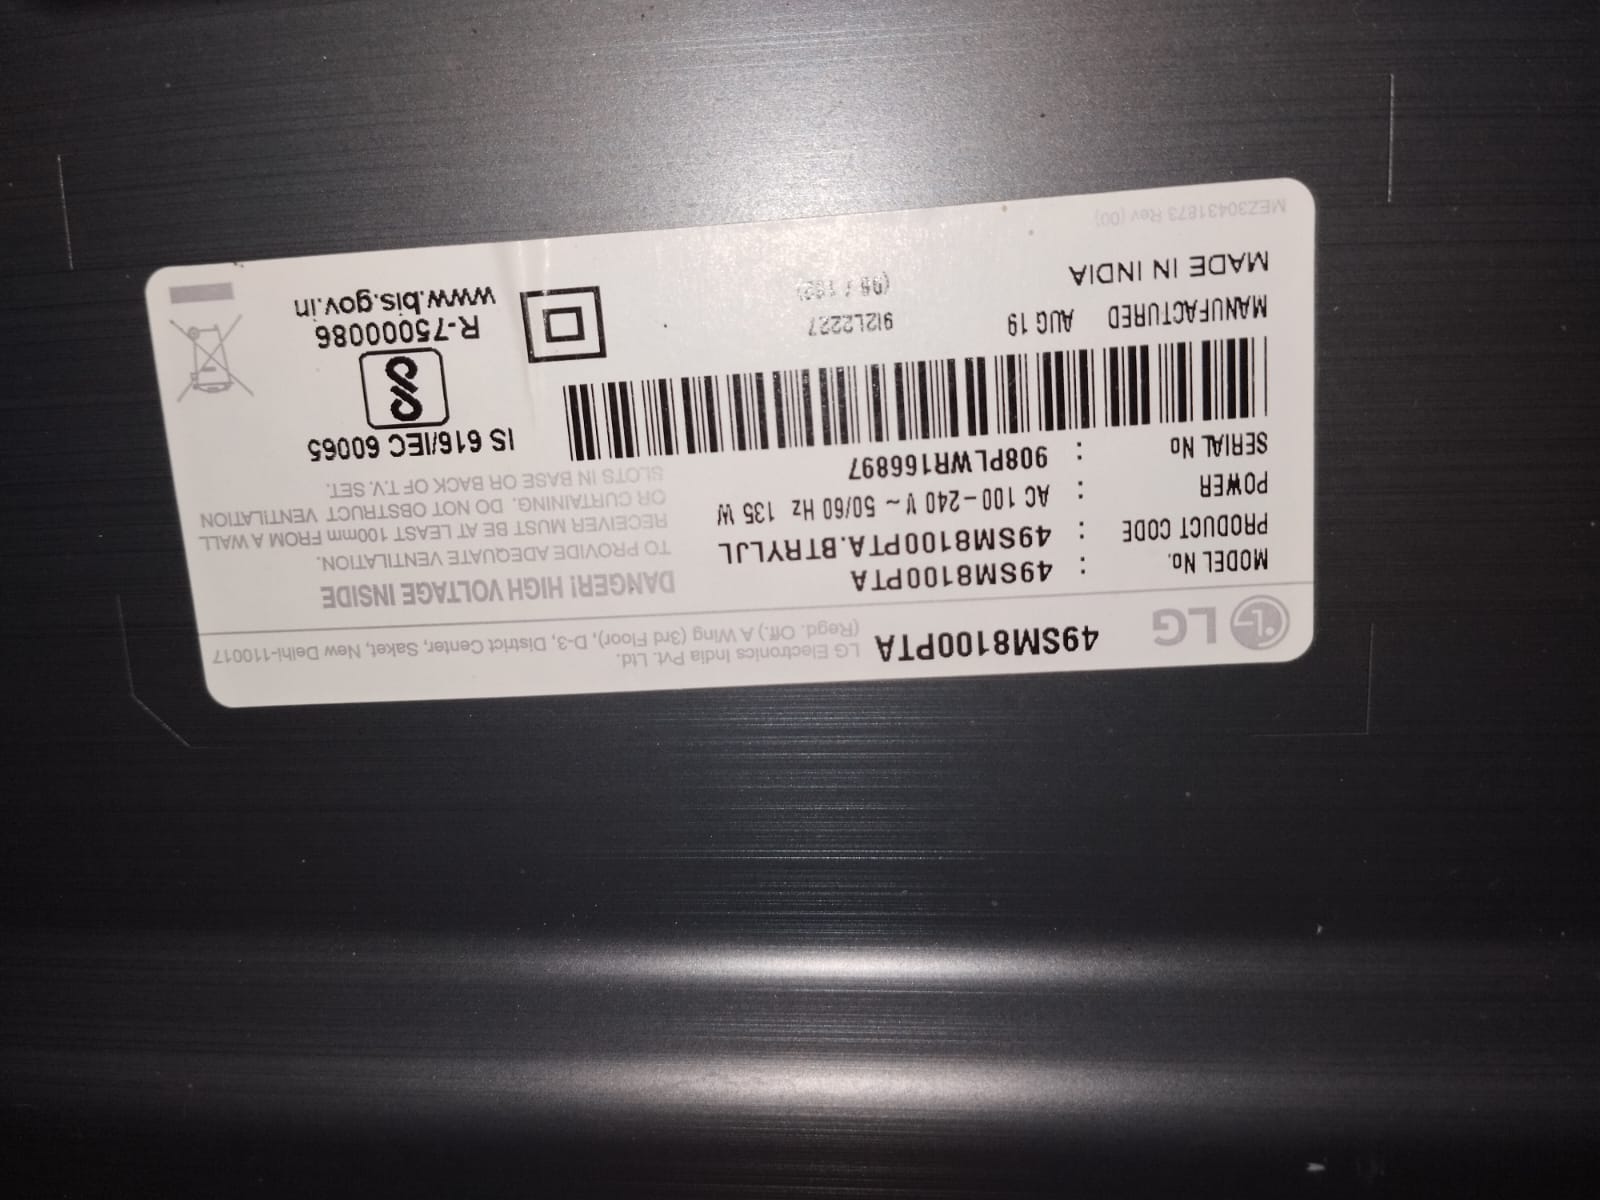 LG 49SM8100PTA LG Electronics India Pvt. Ltd.
(Regd. Off.) A Wing (3rd Floor), D-3, District Center, Saket, New Delhi-110017
MODEL No. : 49SM8100PTA
PRODUCT CODE : 49SM8100PTA.BTRYLJL
POWER : AC 100-240 V ~ 50/60 Hz 135 W
SERIAL No : 908PLWR166897
MANUFACTURED AUG 19 9I2L2227
MADE IN INDIA
MEZ30431873 Rev (00)
DANGER! HIGH VOLTAGE INSIDE
TO PROVIDE ADEQUATE VENTILATION.
RECEIVER MUST BE AT LEAST 100mm FROM A WALL
OR CURTAINING. DO NOT OBSTRUCT VENTILATION
SLOTS IN BASE OR BACK OF T.V. SET.
IS 616/IEC 60065
R-75000086
www.bis.gov.in